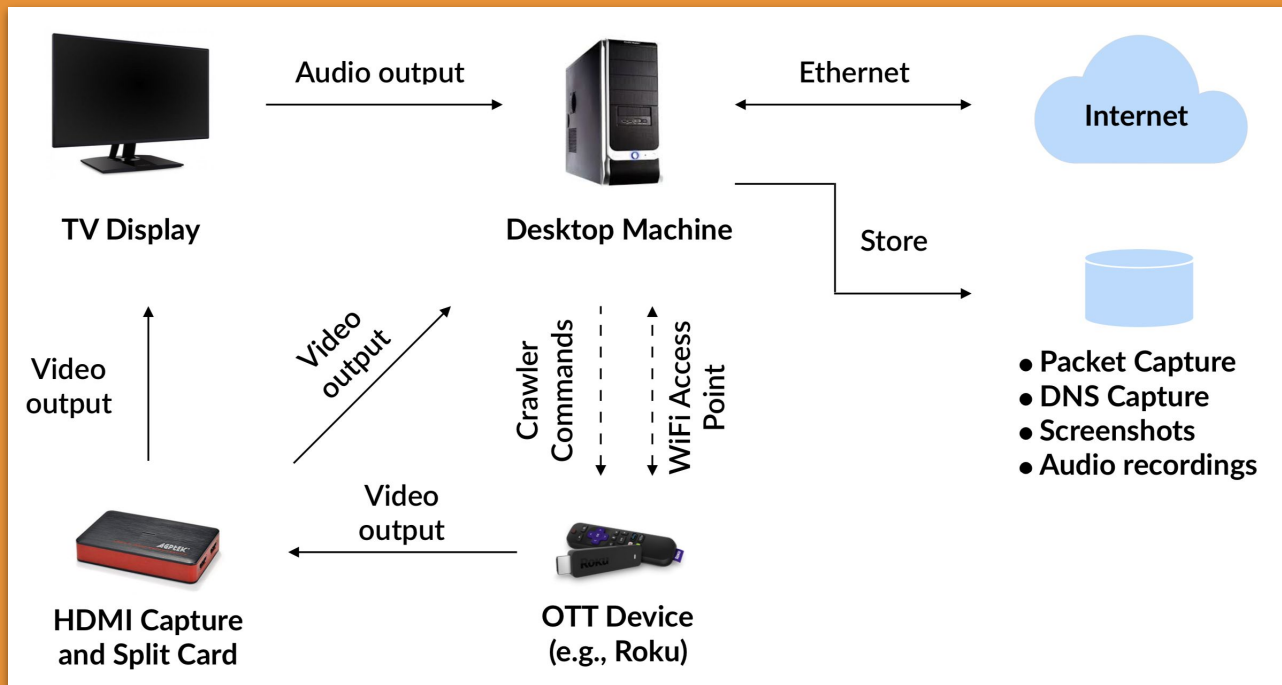 Audio output
Ethernet
Internet
TV Display
Desktop Machine
Store
Video
output
Video
output
Crawler
Commands
WiFi Access
Point
● Packet Capture
● DNS Capture
● Screenshots
● Audio recordings
Video
output
AGPTEK
ROKU
HDMI Capture
and Split Card
OTT Device
(e.g., Roku)